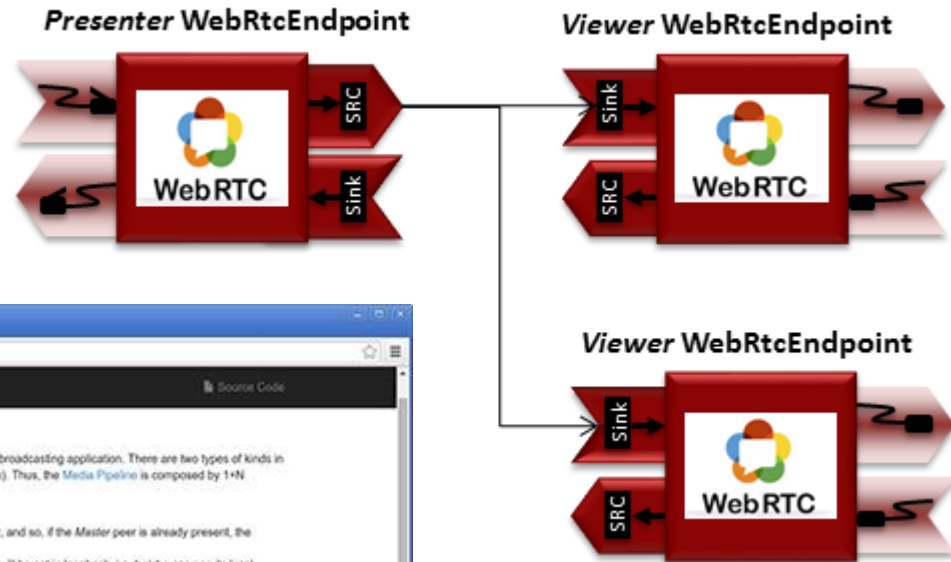 Presenter WebRtcEndpoint
Viewer WebRtcEndpoint
SRC
Sink
WebRTC
Sink
SRC
WebRTC
Viewer WebRtcEndpoint
Sink
SRC
WebRTC
Source Code
broadcasting application. There are two types of kinds in
s). Thus, the Media Pipeline is composed by 1+N
, and so, if the Master peer is already present, the